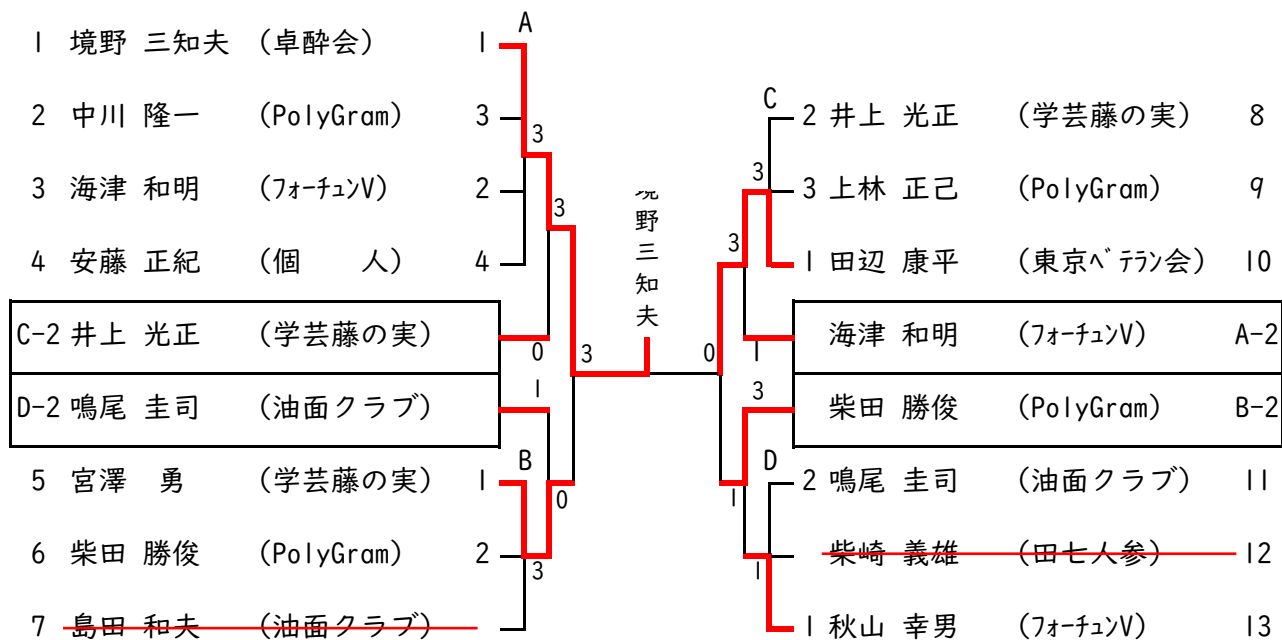 A
1 境野 三知夫 (卓酔会) 1
2 中川 隆一 (PolyGram) 3
3
3 海津 和明 (フォーチュンV) 2
3
4 安藤 正紀 (個 人) 4
C-2 井上 光正 (学芸藤の実)
0
3
D-2 鳴尾 圭司 (油面クラブ)
1
B
5 宮澤 勇 (学芸藤の実) 1
0
6 柴田 勝俊 (PolyGram) 2
3
7 島田 和夫 (油面クラブ)
境野三知夫
C
2 井上 光正 (学芸藤の実) 8
3
3 上林 正己 (PolyGram) 9
3
1 田辺 康平 (東京ベテラン会) 10
海津 和明 (フォーチュンV) A-2
0
1
3
柴田 勝俊 (PolyGram) B-2
D
2 鳴尾 圭司 (油面クラブ) 11
1
柴崎 義雄 (田七人参) 12
1
1 秋山 幸男 (フォーチュンV) 13